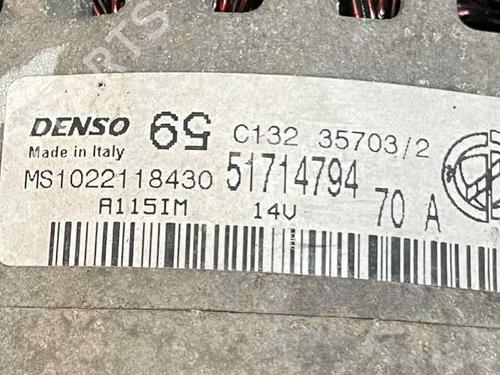 DENSO 69 C132 35703/2
Made in Italy
MS1022118430 51714794 70 A
A115IM 14V